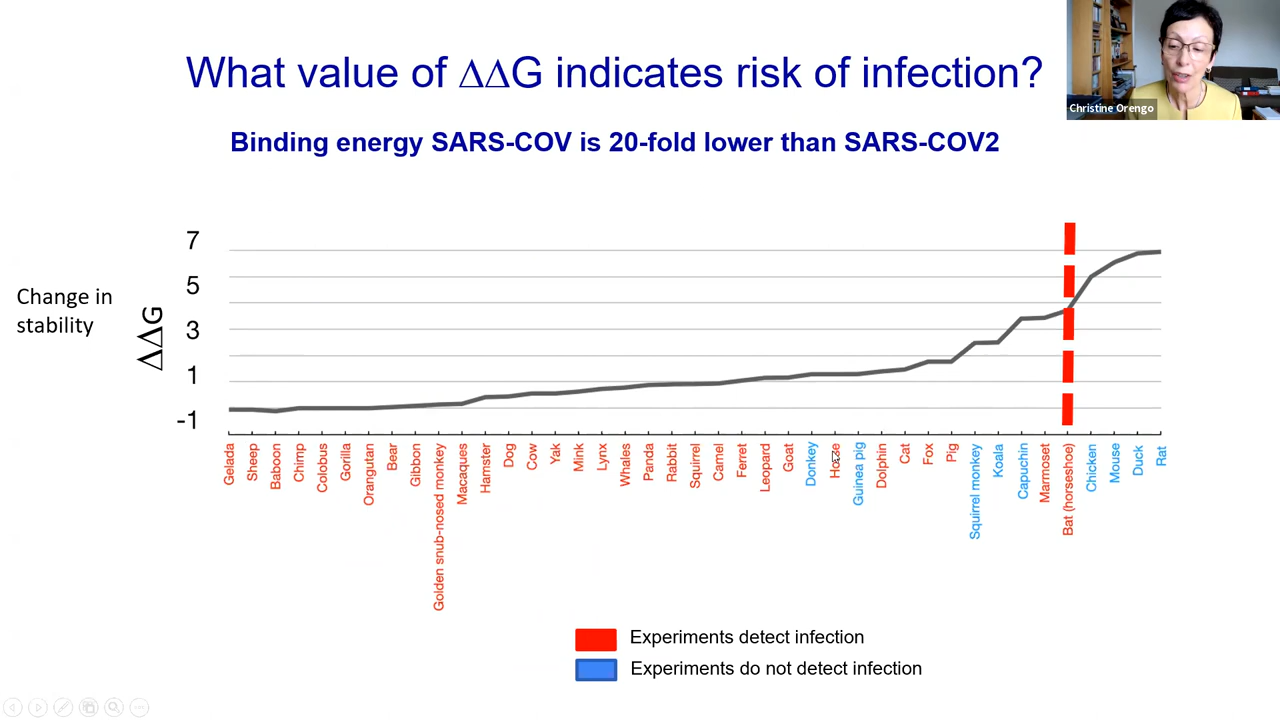 What value of ΔΔG indicates risk of infection?
Christine Orengo
Binding energy SARS-COV is 20-fold lower than SARS-COV2
7
5
3
1
-1
Change in
stability
ΔΔG
Gelada
Sheep
Baboon
Chimp
Colobus
Gorilla
Orangutan
Bear
Gibbon
Golden snub-nosed monkey
Macaques
Hamster
Dog
Cow
Yak
Mink
Lynx
Whales
Panda
Rabbit
Squirrel
Camel
Ferret
Leopard
Goat
Donkey
Horse
Guinea pig
Dolphin
Cat
Fox
Pig
Squirrel monkey
Koala
Capuchin
Marmoset
Bat (horseshoe)
Chicken
Mouse
Duck
Rat
Experiments detect infection
Experiments do not detect infection